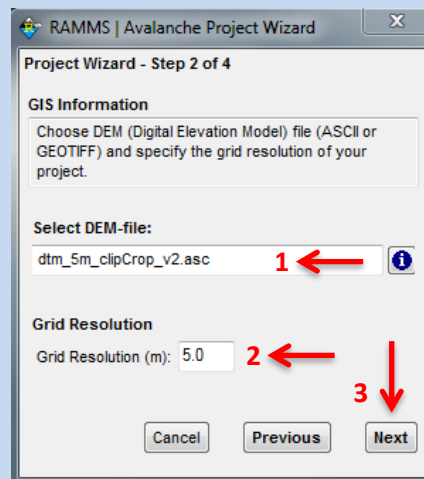 RAMMS | Avalanche Project Wizard
X
Project Wizard - Step 2 of 4
GIS Information
Choose DEM (Digital Elevation Model) file (ASCII or
GEOTIFF) and specify the grid resolution of your
project.
Select DEM-file:
dtm_5m_clipCrop_v2.asc 1
i
Grid Resolution
Grid Resolution (m): 5.0 2
3
Cancel Previous Next